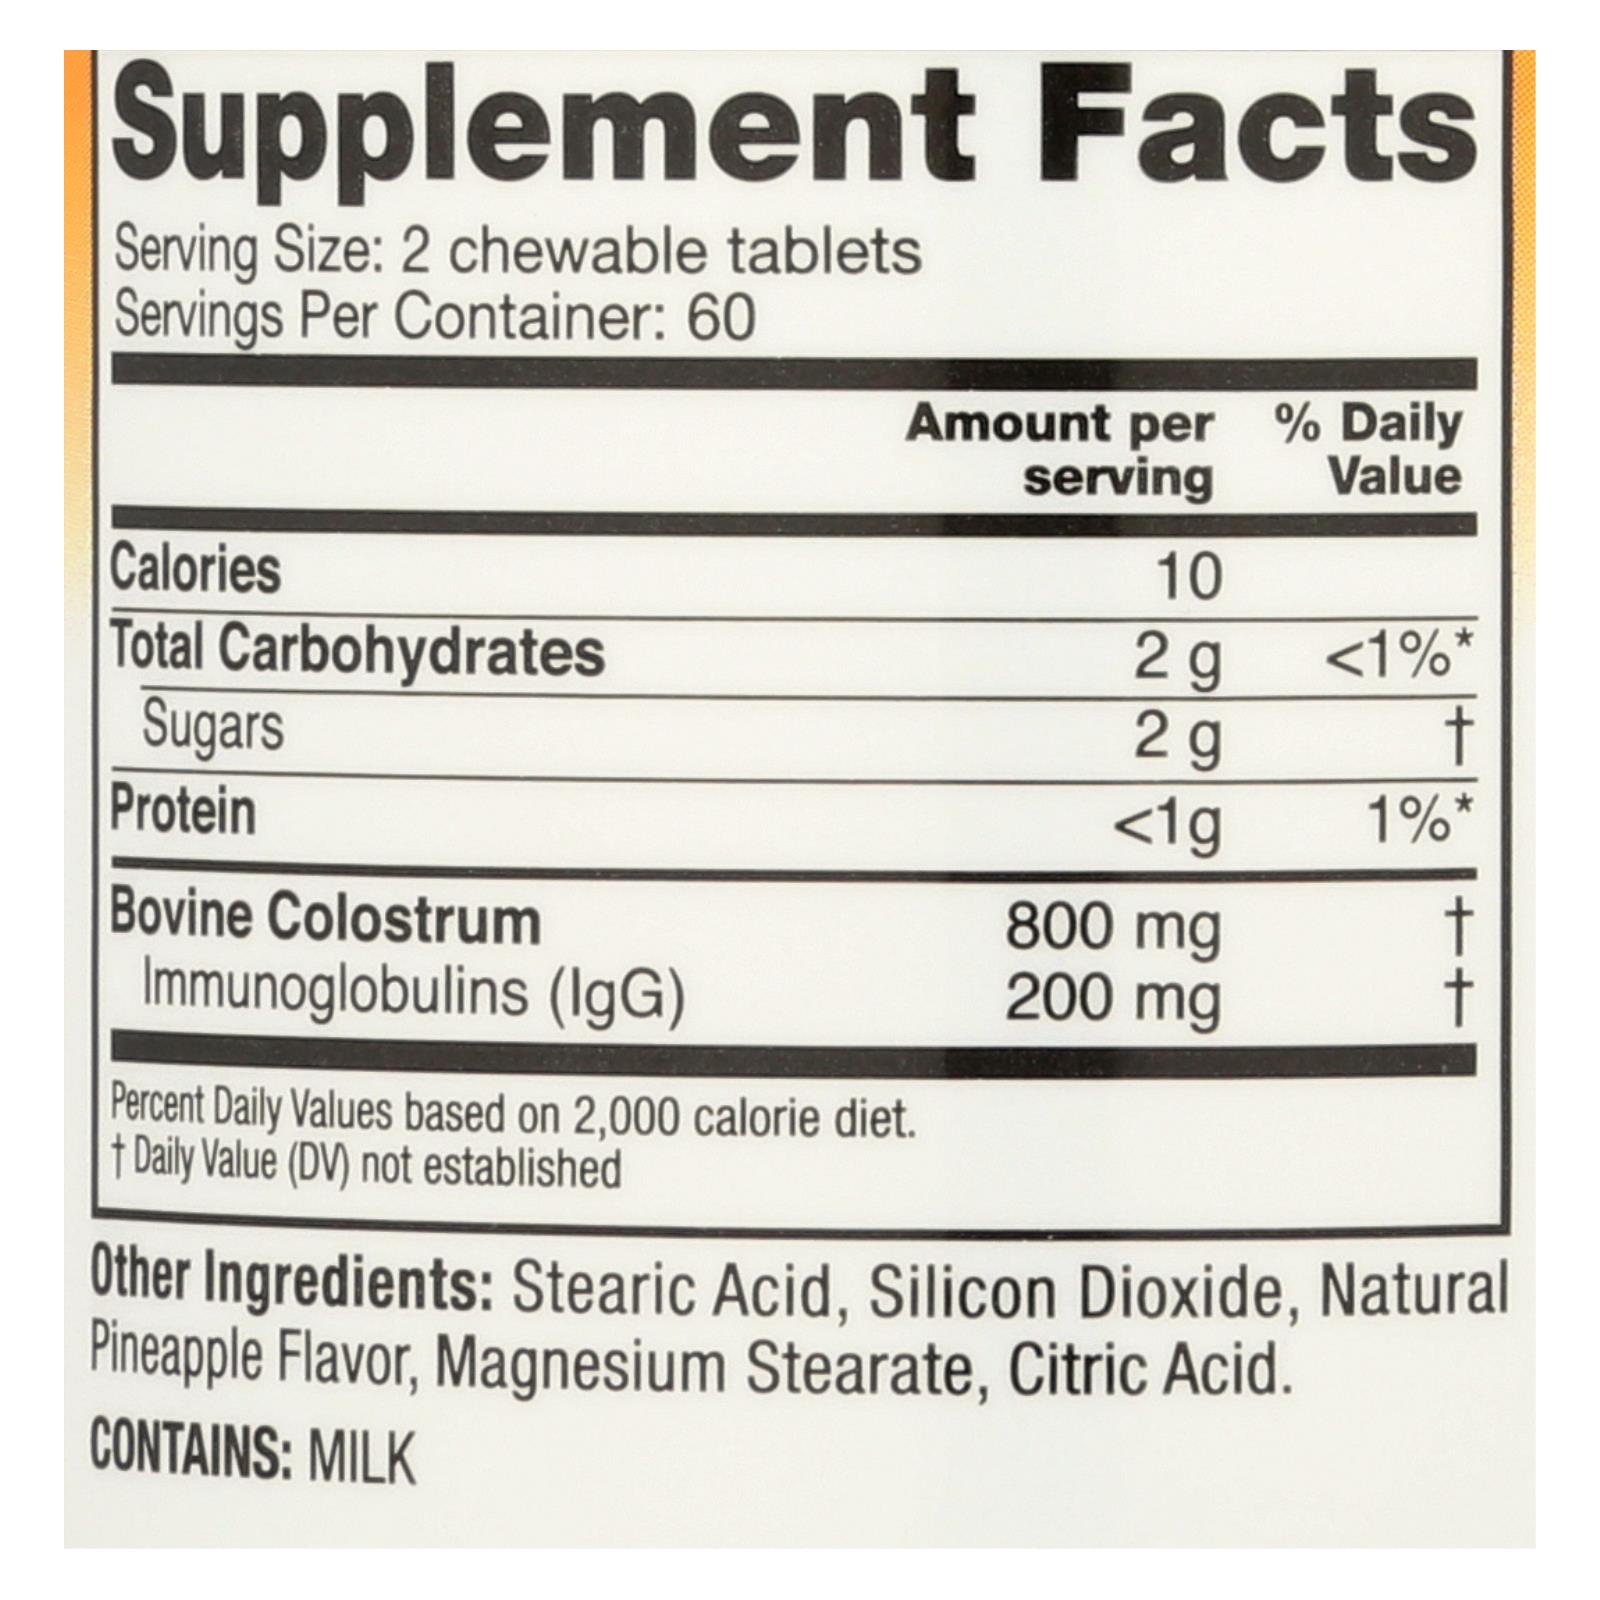 Supplement Facts
Serving Size: 2 chewable tablets
Servings Per Container: 60
Amount per % Daily
serving Value
Calories 10
Total Carbohydrates 2 g <1%*
Sugars 2 g †
Protein <1g 1%*
Bovine Colostrum 800 mg †
Immunoglobulins (IgG) 200 mg †
Percent Daily Values based on 2,000 calorie diet.
† Daily Value (DV) not established
Other Ingredients: Stearic Acid, Silicon Dioxide, Natural
Pineapple Flavor, Magnesium Stearate, Citric Acid.
CONTAINS: MILK